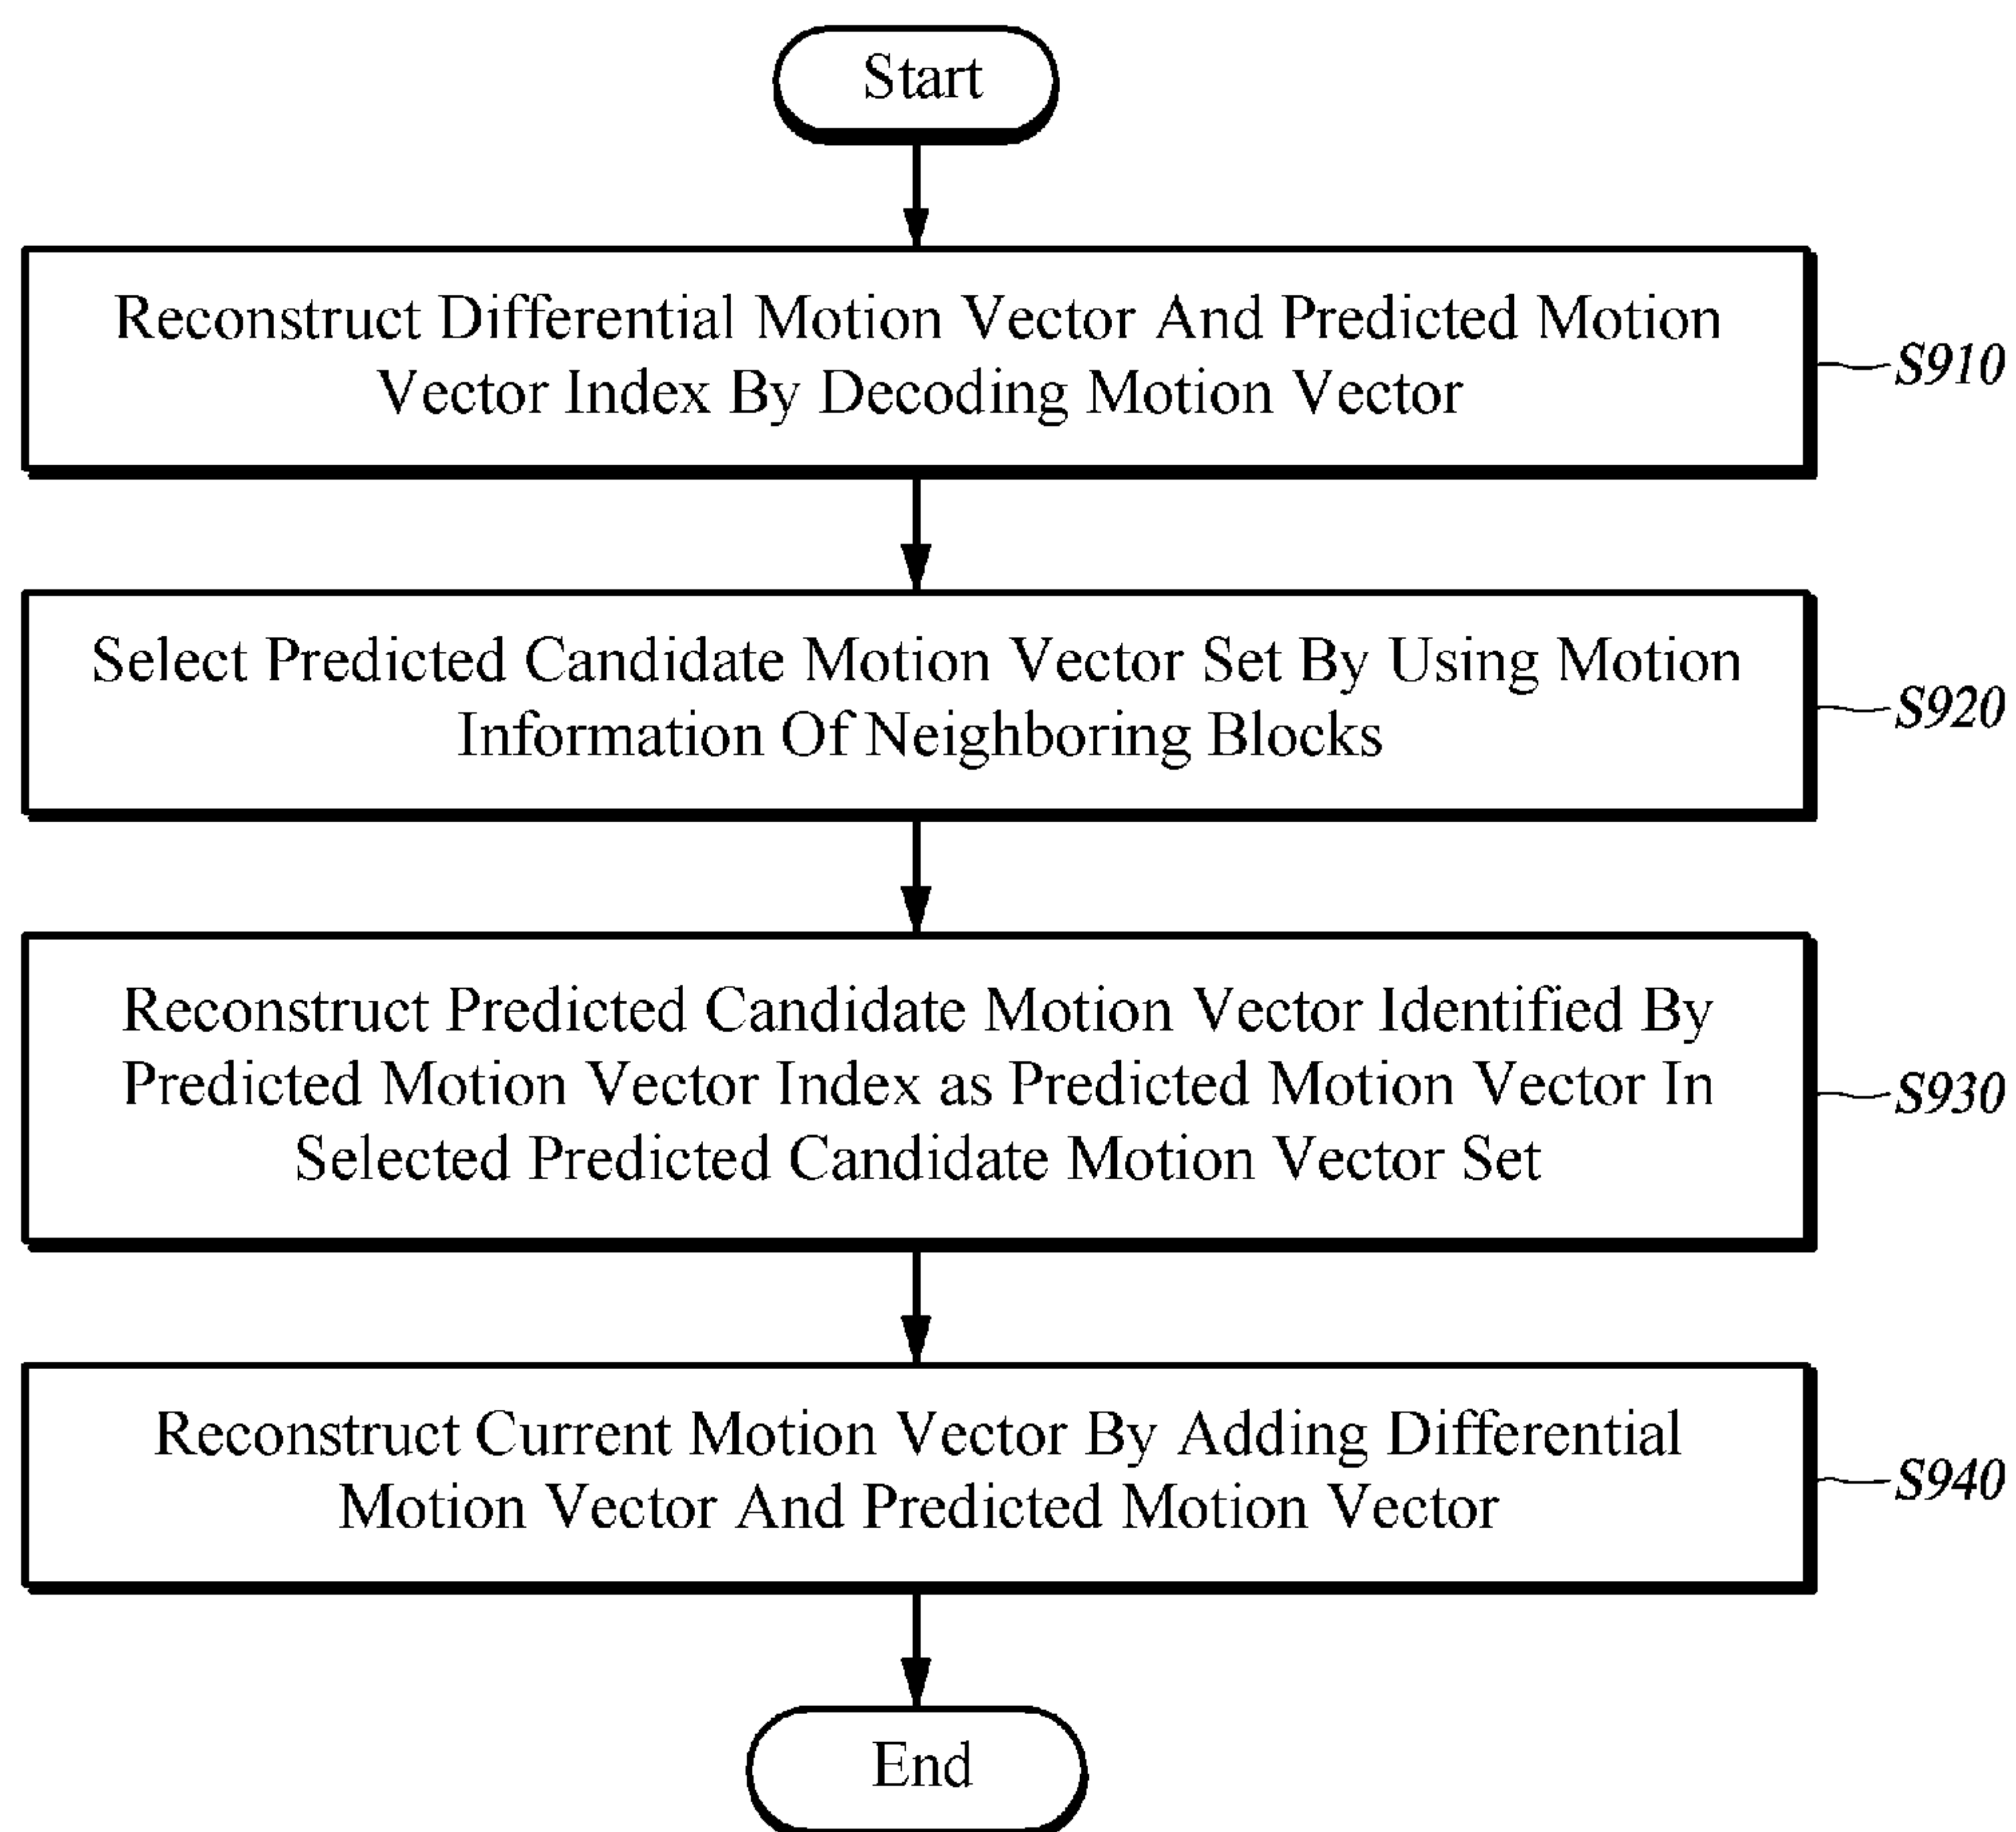 Start
Reconstruct Differential Motion Vector And Predicted Motion
Vector Index By Decoding Motion Vector
S910
Select Predicted Candidate Motion Vector Set By Using Motion
Information Of Neighboring Blocks
S920
Reconstruct Predicted Candidate Motion Vector Identified By
Predicted Motion Vector Index as Predicted Motion Vector In
Selected Predicted Candidate Motion Vector Set
S930
Reconstruct Current Motion Vector By Adding Differential
Motion Vector And Predicted Motion Vector
S940
End